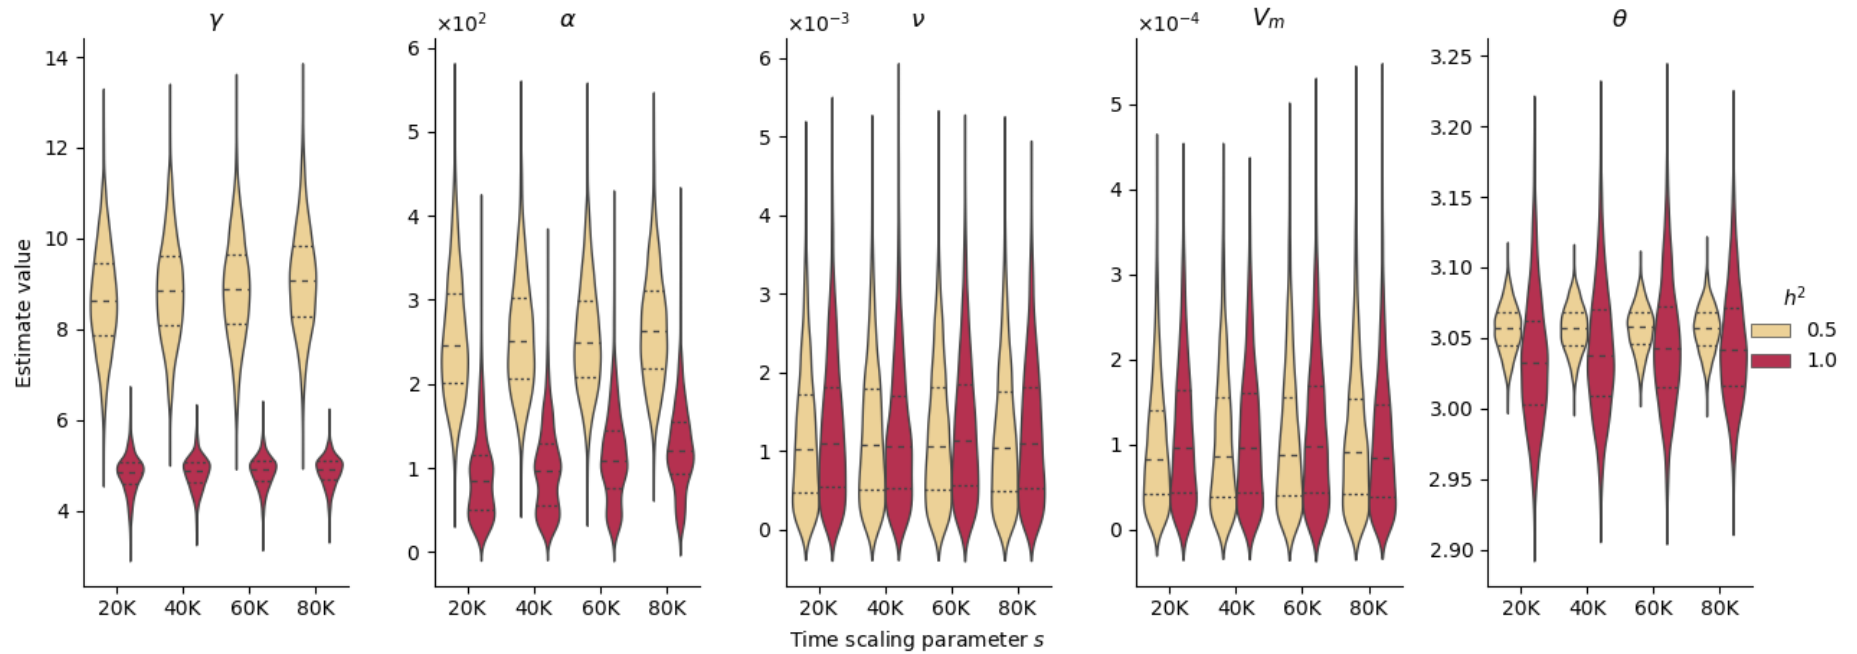 γ
14
12
10
8
6
4
20K 40K 60K 80K
Estimate value
×10² α
6
5
4
3
2
1
0
20K 40K 60K 80K
×10⁻³ ν
6
5
4
3
2
1
0
20K 40K 60K 80K
Time scaling parameter s
×10⁻⁴ Vₘ
5
4
3
2
1
0
20K 40K 60K 80K
θ
3.25
3.20
3.15
3.10
3.05
3.00
2.95
2.90
20K 40K 60K 80K
h²
0.5
1.0